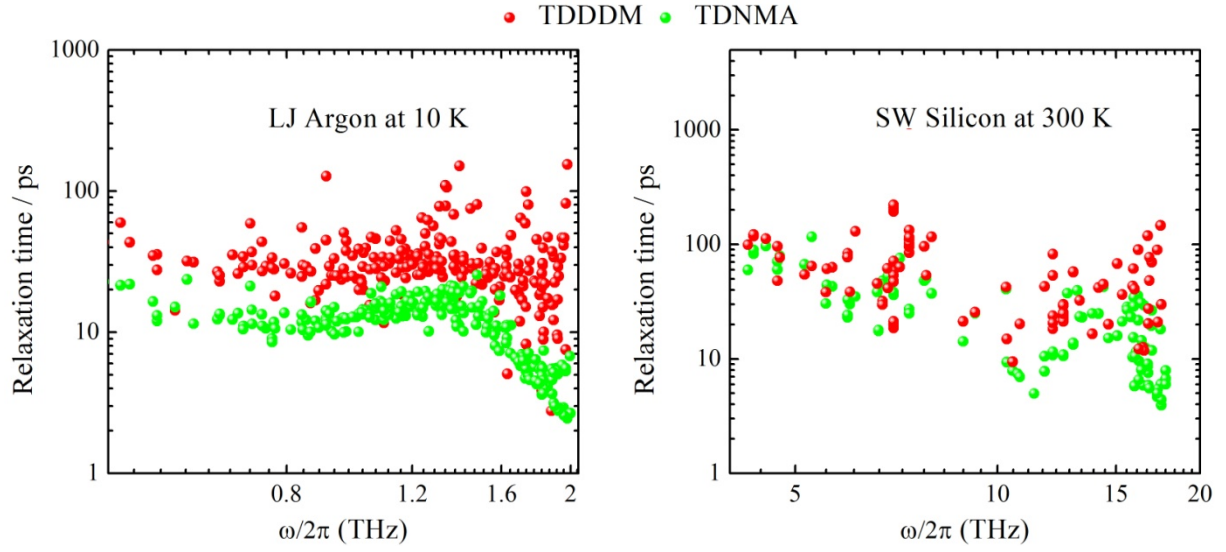 TDDDM TDNMA
1000
100
10
1
Relaxation time / ps
LJ Argon at 10 K
0.8 1.2 1.6 2
ω/2π (THz)
1000
100
10
1
Relaxation time / ps
SW Silicon at 300 K
5 10 15 20
ω/2π (THz)